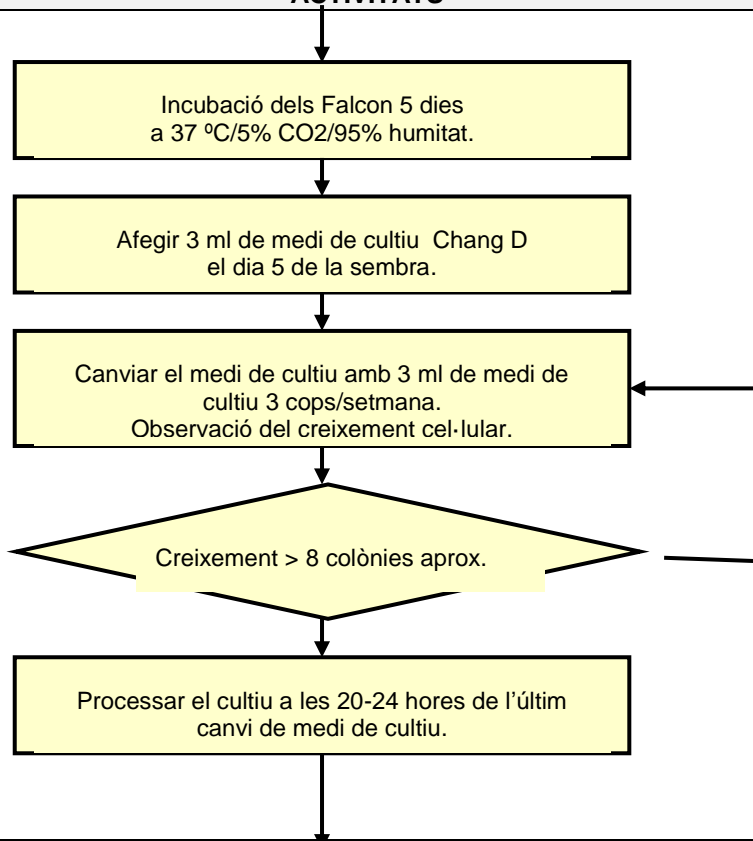 Incubació dels Falcon 5 dies
a 37 ºC/5% CO2/95% humitat.
Afegir 3 ml de medi de cultiu  Chang D
el dia 5 de la sembra.
Canviar el medi de cultiu amb 3 ml de medi de
cultiu 3 cops/setmana.
Observació del creixement cel·lular.
Creixement > 8 colònies aprox.
Processar el cultiu a les 20-24 hores de l’últim
canvi de medi de cultiu.